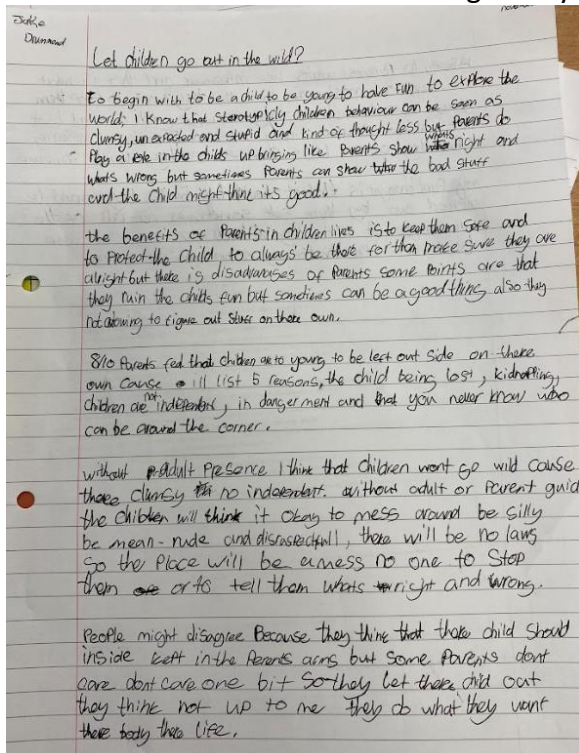 Jake
Drummond
Let children go out in the wild?
to begin with to be a child to be young to have fun to explore the
world, I know that sterotypicly children behaviour can be seen as
clumsy, unexpected and stupid and kind of thought less but Parents do
Play a role in the childs up brising like Parents show whats right and
whats wrong but sometimes Parents can show the bad stuff
and the child might think its good.
the benefits of Parents in children lives is to keep them safe and
to Protect the child, to always be there for them make sure they are
alright but there is disadvanages of Parents some Points are that
they ruin the childs fun but sometimes can be a good thing also they
not alowing to figure out stuff on there own.
8/10 Parents feel that children are to young to be left out side on there
own cause ill list 5 reasons, the child being lost, kidnapping,
children are not independent, in danger ment and that you never know who
can be around the corner.
without adult Presence I think that children wont go wild cause
there clumsy no independant. without adult or Parent guid
the children will think it okay to mess around be silly
be mean - rude and disraspectfull, there will be no laws
So the Place will be a mess no one to Stop
them or to tell them whats right and wrong.
People might disagree Because they think that there child should
inside kept in the Perents arms but some Parents dont
care dont care one bit So they let there child out
they think not up to me they do what they want
there body there life.